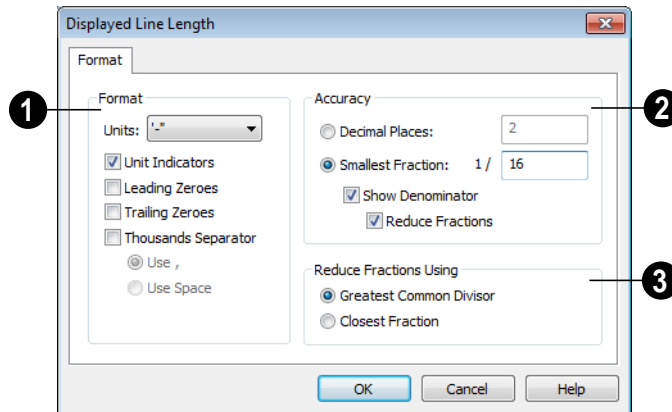 Displayed Line Length
Format
Format
1
Units: '-"
Unit Indicators
Leading Zeroes
Trailing Zeroes
Thousands Separator
Use ,
Use Space
Accuracy
2
Decimal Places: 2
Smallest Fraction: 1 / 16
Show Denominator
Reduce Fractions
Reduce Fractions Using
3
Greatest Common Divisor
Closest Fraction
OK Cancel Help